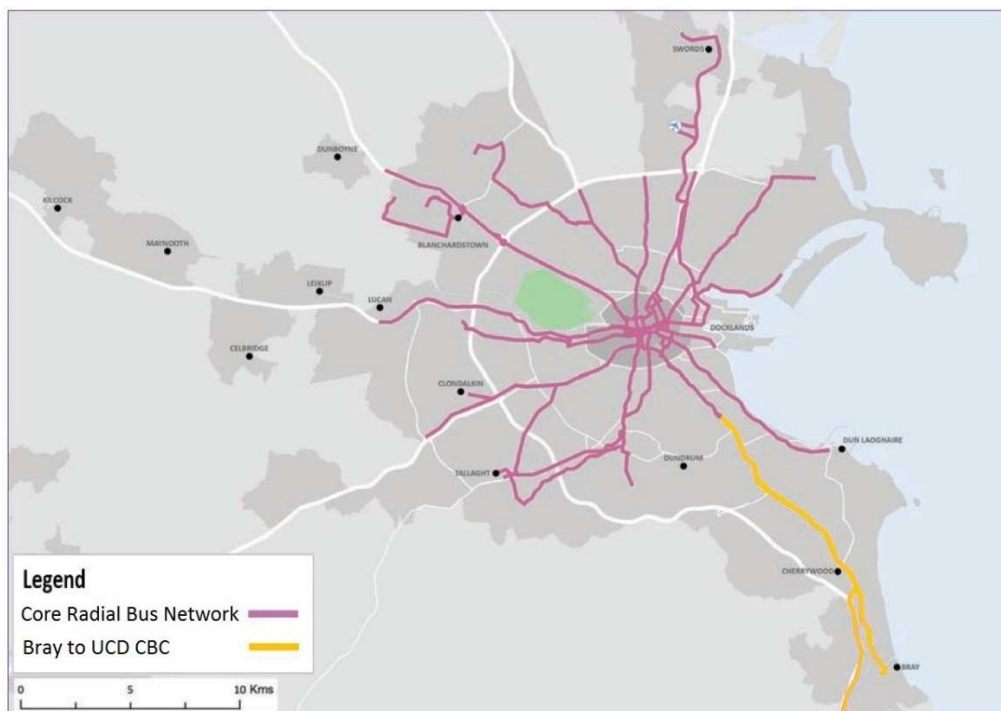 SWORDS
DUNBOYNE
KILCOCK
BLANCHARDSTOWN
MAYNOOTH
LEIXLIP
LUCAN
DOCKLANDS
CELBRIDGE
CLONDALKIN
DUN LAOGHAIRE
DUNDRUM
TALLAGHT
CHERRYWOOD
BRAY
Legend
Core Radial Bus Network
Bray to UCD CBC
0 5 10 Kms